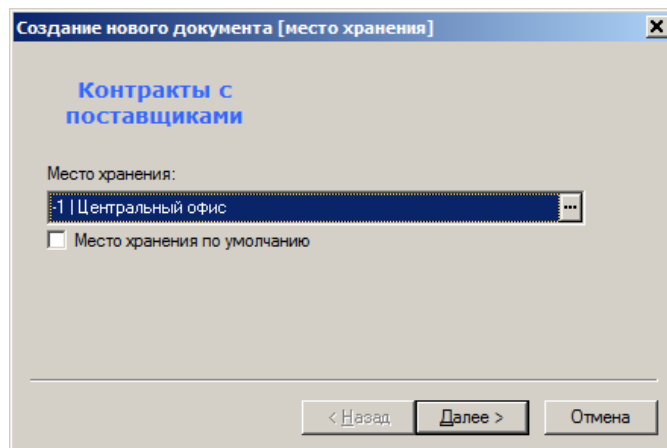 Создание нового документа [место хранения]
Контракты с
поставщиками
Место хранения:
-1 | Центральный офис
...
Место хранения по умолчанию
< Назад
Далее >
Отмена